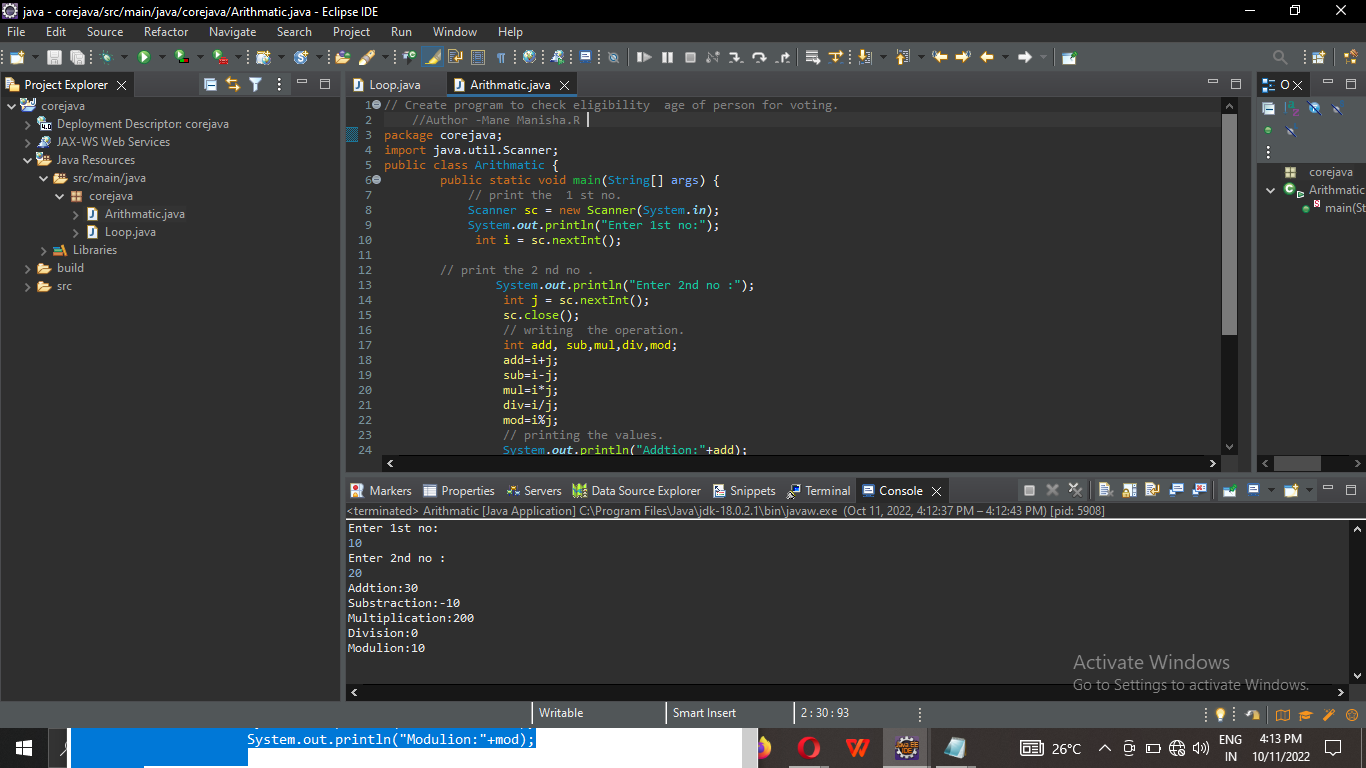 java - corejava/src/main/java/corejava/Arithmatic.java - Eclipse IDE
File Edit Source Refactor Navigate Search Project Run Window Help
Project Explorer
corejava
Deployment Descriptor: corejava
JAX-WS Web Services
Java Resources
src/main/java
corejava
Arithmatic.java
Loop.java
Libraries
build
src
Loop.java Arithmatic.java
1 // Create program to check eligibility  age of person for voting.
2 //Author -Mane Manisha.R
3 package corejava;
4 import java.util.Scanner;
5 public class Arithmatic {
6 public static void main(String[] args) {
7 // print the  1 st no.
8 Scanner sc = new Scanner(System.in);
9 System.out.println("Enter 1st no:");
10 int i = sc.nextInt();
11
12 // print the 2 nd no .
13 System.out.println("Enter 2nd no :");
14 int j = sc.nextInt();
15 sc.close();
16 // writing  the operation.
17 int add, sub,mul,div,mod;
18 add=i+j;
19 sub=i-j;
20 mul=i*j;
21 div=i/j;
22 mod=i%j;
23 // printing the values.
24 System.out.println("Addtion:"+add);
O
corejava
Arithmatic
main(St
Markers Properties Servers Data Source Explorer Snippets Terminal Console
<terminated> Arithmatic [Java Application] C:\Program Files\Java\jdk-18.0.2.1\bin\javaw.exe (Oct 11, 2022, 4:12:37 PM – 4:12:43 PM) [pid: 5908]
Enter 1st no:
10
Enter 2nd no :
20
Addtion:30
Substraction:-10
Multiplication:200
Division:0
Modulion:10
Activate Windows
Go to Settings to activate Windows.
Writable Smart Insert 2 : 30 : 93
System.out.println("Modulion:"+mod);
26°C ENG 4:13 PM
IN 10/11/2022